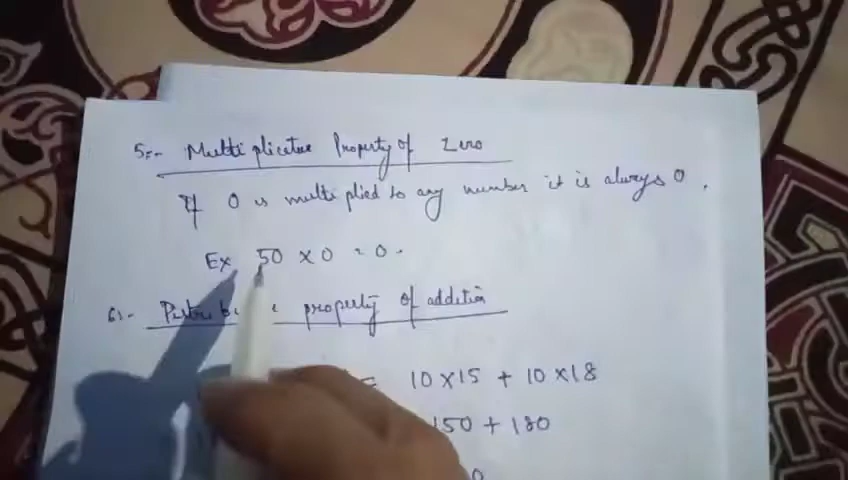 5:- Multiplicative Property of Zero
If 0 is multiplied to any number it is always 0.
Ex 50 × 0 = 0.
6:- property of addition
= 10×15 + 10×18
150 + 180
0